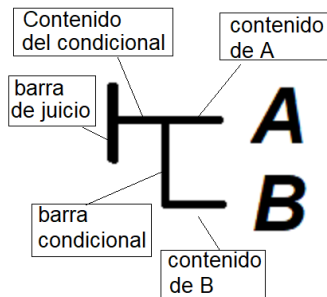 Contenido
del condicional
contenido
de A
barra
de juicio
A
B
barra
condicional
contenido
de B